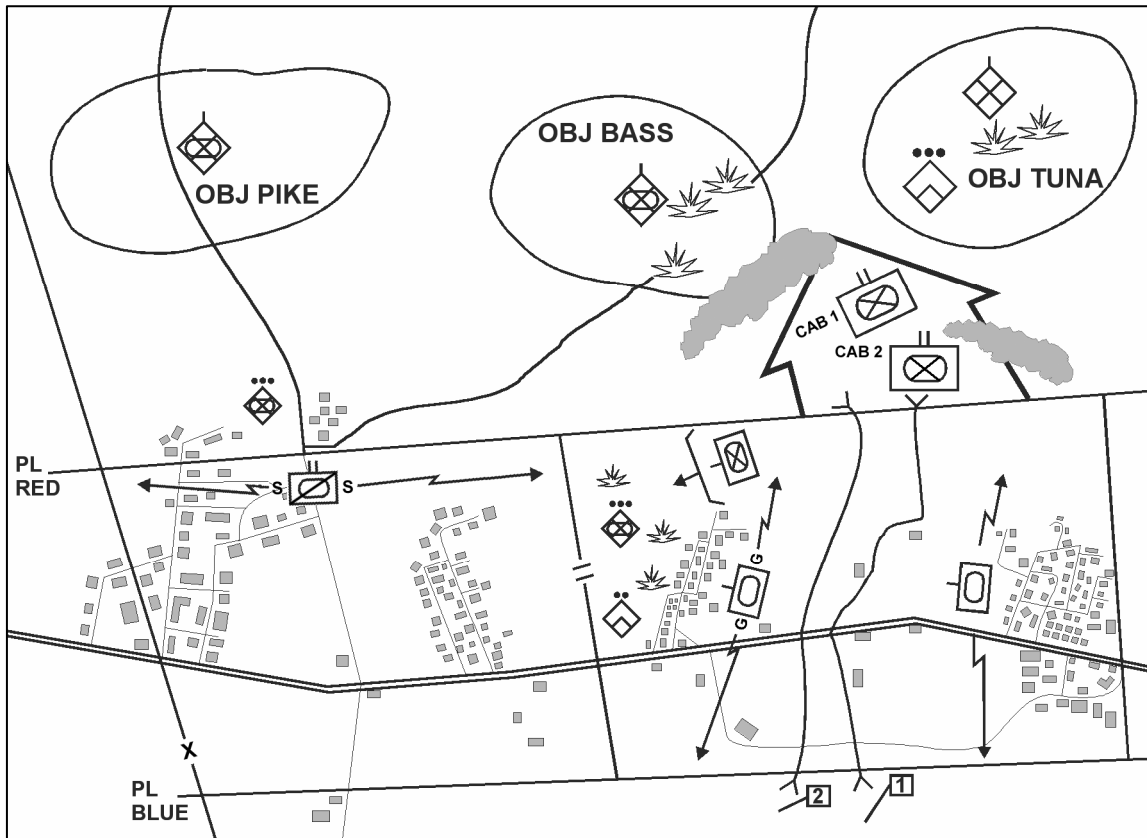 OBJ BASS
OBJ PIKE
OBJ TUNA
CAB 1
CAB 2
PL
RED
S
S
G
G
X
PL
BLUE
2
1